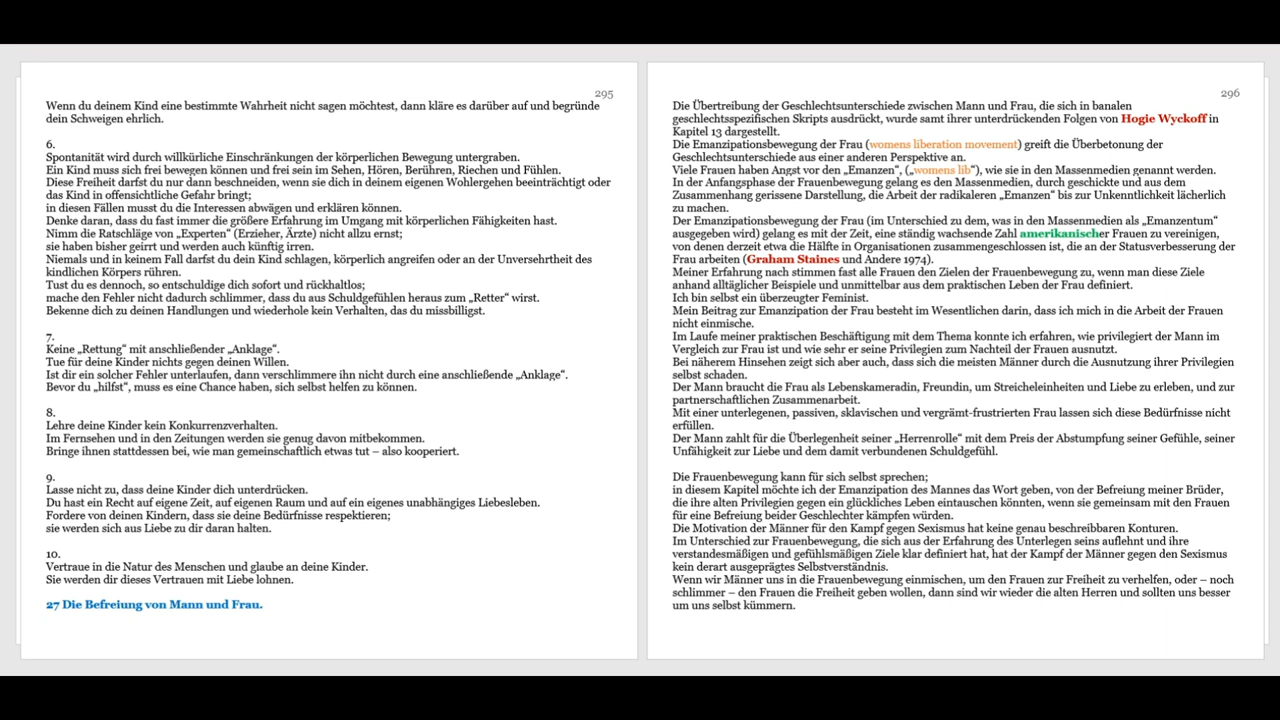 295
Wenn du deinem Kind eine bestimmte Wahrheit nicht sagen möchtest, dann kläre es darüber auf und begründe
dein Schweigen ehrlich.
6.
Spontanität wird durch willkürliche Einschränkungen der körperlichen Bewegung untergraben.
Ein Kind muss sich frei bewegen können und frei sein im Sehen, Hören, Berühren, Riechen und Fühlen.
Diese Freiheit darfst du nur dann beschneiden, wenn sie dich in deinem eigenen Wohlergehen beeinträchtigt oder
das Kind in offensichtliche Gefahr bringt;
in diesen Fällen musst du die Interessen abwägen und erklären können.
Denke daran, dass du fast immer die größere Erfahrung im Umgang mit körperlichen Fähigkeiten hast.
Nimm die Ratschläge von „Experten“ (Erzieher, Ärzte) nicht allzu ernst;
sie haben bisher geirrt und werden auch künftig irren.
Niemals und in keinem Fall darfst du dein Kind schlagen, körperlich angreifen oder an der Unversehrtheit des
kindlichen Körpers rühren.
Tust du es dennoch, so entschuldige dich sofort und rückhaltlos;
mache den Fehler nicht dadurch schlimmer, dass du aus Schuldgefühlen heraus zum „Retter“ wirst.
Bekenne dich zu deinen Handlungen und wiederhole kein Verhalten, das du missbilligst.
7.
Keine „Rettung“ mit anschließender „Anklage“.
Tue für deine Kinder nichts gegen deinen Willen.
Ist dir ein solcher Fehler unterlaufen, dann verschlimmere ihn nicht durch eine anschließende „Anklage“.
Bevor du „hilfst“, muss es eine Chance haben, sich selbst helfen zu können.
8.
Lehre deine Kinder kein Konkurrenzverhalten.
Im Fernsehen und in den Zeitungen werden sie genug davon mitbekommen.
Bringe ihnen stattdessen bei, wie man gemeinschaftlich etwas tut – also kooperiert.
9.
Lasse nicht zu, dass deine Kinder dich unterdrücken.
Du hast ein Recht auf eigene Zeit, auf eigenen Raum und auf ein eigenes unabhängiges Liebesleben.
Fordere von deinen Kindern, dass sie deine Bedürfnisse respektieren;
sie werden sich aus Liebe zu dir daran halten.
10.
Vertraue in die Natur des Menschen und glaube an deine Kinder.
Sie werden dir dieses Vertrauen mit Liebe lohnen.
27 Die Befreiung von Mann und Frau.
296
Die Übertreibung der Geschlechtsunterschiede zwischen Mann und Frau, die sich in banalen
geschlechtsspezifischen Skripts ausdrückt, wurde samt ihrer unterdrückenden Folgen von Hogie Wyckoff in
Kapitel 13 dargestellt.
Die Emanzipationsbewegung der Frau (womens liberation movement) greift die Überbetonung der
Geschlechtsunterschiede aus einer anderen Perspektive an.
Viele Frauen haben Angst vor den „Emanzen“, („womens lib“), wie sie in den Massenmedien genannt werden.
In der Anfangsphase der Frauenbewegung gelang es den Massenmedien, durch geschickte und aus dem
Zusammenhang gerissene Darstellung, die Arbeit der radikaleren „Emanzen“ bis zur Unkenntlichkeit lächerlich
zu machen.
Der Emanzipationsbewegung der Frau (im Unterschied zu dem, was in den Massenmedien als „Emanzentum“
ausgegeben wird) gelang es mit der Zeit, eine ständig wachsende Zahl amerikanischer Frauen zu vereinigen,
von denen derzeit etwa die Hälfte in Organisationen zusammengeschlossen ist, die an der Statusverbesserung der
Frau arbeiten (Graham Staines und Andere 1974).
Meiner Erfahrung nach stimmen fast alle Frauen den Zielen der Frauenbewegung zu, wenn man diese Ziele
anhand alltäglicher Beispiele und unmittelbar aus dem praktischen Leben der Frau definiert.
Ich bin selbst ein überzeugter Feminist.
Mein Beitrag zur Emanzipation der Frau besteht im Wesentlichen darin, dass ich mich in die Arbeit der Frauen
nicht einmische.
Im Laufe meiner praktischen Beschäftigung mit dem Thema konnte ich erfahren, wie privilegiert der Mann im
Vergleich zur Frau ist und wie sehr er seine Privilegien zum Nachteil der Frauen ausnutzt.
Bei näherem Hinsehen zeigt sich aber auch, dass sich die meisten Männer durch die Ausnutzung ihrer Privilegien
selbst schaden.
Der Mann braucht die Frau als Lebenskameradin, Freundin, um Streicheleinheiten und Liebe zu erleben, und zur
partnerschaftlichen Zusammenarbeit.
Mit einer unterlegenen, passiven, sklavischen und vergrämt-frustrierten Frau lassen sich diese Bedürfnisse nicht
erfüllen.
Der Mann zahlt für die Überlegenheit seiner „Herrenrolle“ mit dem Preis der Abstumpfung seiner Gefühle, seiner
Unfähigkeit zur Liebe und dem damit verbundenen Schuldgefühl.
Die Frauenbewegung kann für sich selbst sprechen;
in diesem Kapitel möchte ich der Emanzipation des Mannes das Wort geben, von der Befreiung meiner Brüder,
die ihre alten Privilegien gegen ein glückliches Leben eintauschen könnten, wenn sie gemeinsam mit den Frauen
für eine Befreiung beider Geschlechter kämpfen würden.
Die Motivation der Männer für den Kampf gegen Sexismus hat keine genau beschreibbaren Konturen.
Im Unterschied zur Frauenbewegung, die sich aus der Erfahrung des Unterlegen seins auflehnt und ihre
verstandesmäßigen und gefühlsmäßigen Ziele klar definiert hat, hat der Kampf der Männer gegen den Sexismus
kein derart ausgeprägtes Selbstverständnis.
Wenn wir Männer uns in die Frauenbewegung einmischen, um den Frauen zur Freiheit zu verhelfen, oder – noch
schlimmer – den Frauen die Freiheit geben wollen, dann sind wir wieder die alten Herren und sollten uns besser
um uns selbst kümmern.